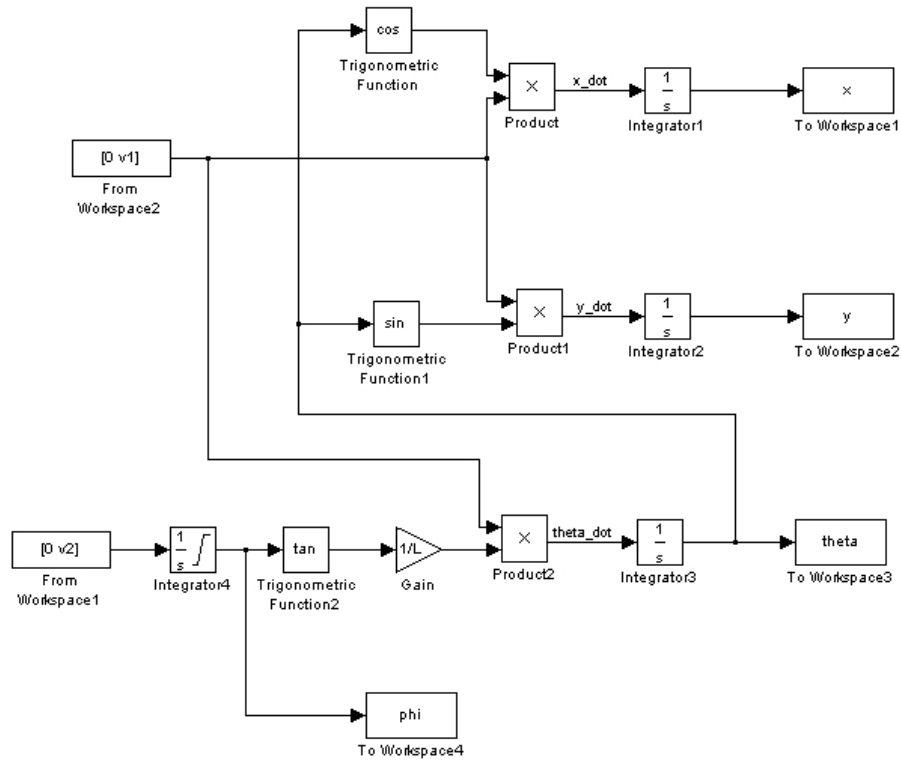 cos
Trigonometric
Function
×
Product
x_dot
1
s
Integrator1
x
To Workspace1
[0 v1]
From
Workspace2
sin
Trigonometric
Function1
×
Product1
y_dot
1
s
Integrator2
y
To Workspace2
[0 v2]
From
Workspace1
1
s
Integrator4
tan
Trigonometric
Function2
1/L
Gain
×
Product2
theta_dot
1
s
Integrator3
theta
To Workspace3
phi
To Workspace4